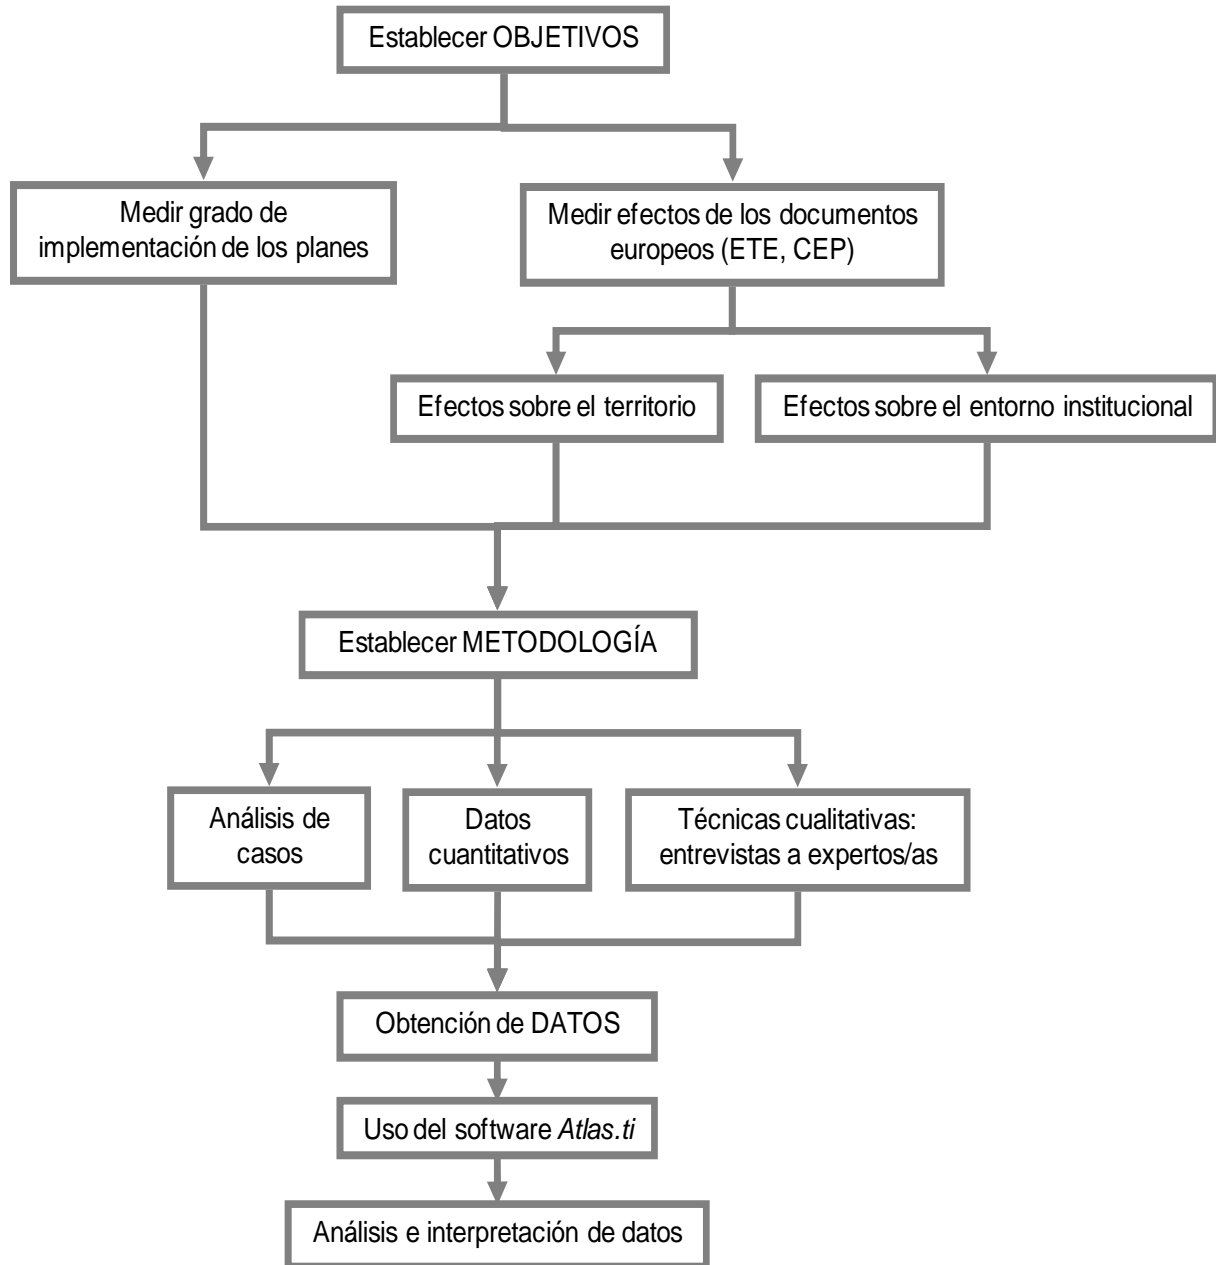 Establecer OBJETIVOS
Medir grado de
implementación de los planes
Medir efectos de los documentos
europeos (ETE, CEP)
Efectos sobre el territorio
Efectos sobre el entorno institucional
Establecer METODOLOGÍA
Análisis de
casos
Datos
cuantitativos
Técnicas cualitativas:
entrevistas a expertos/as
Obtención de DATOS
Uso del software Atlas.ti
Análisis e interpretación de datos